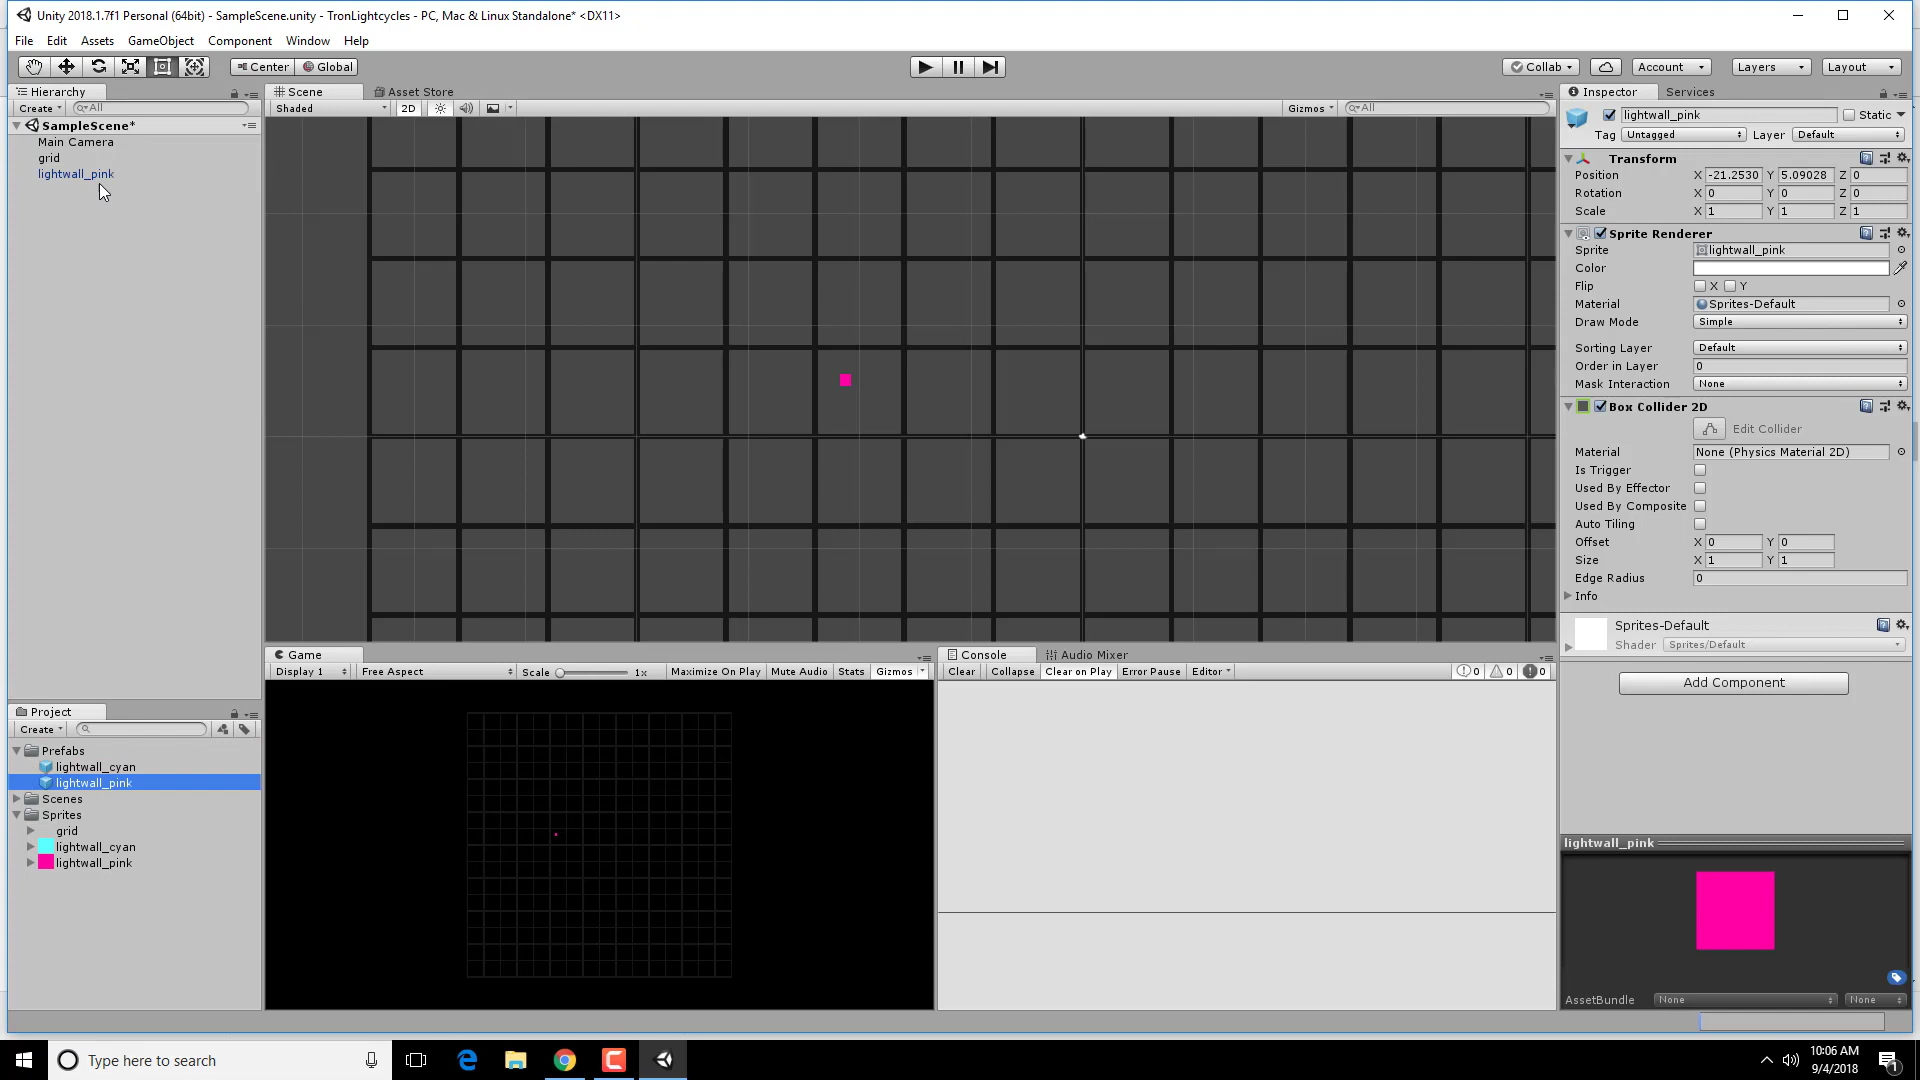 Unity 2018.1.7f1 Personal (64bit) - SampleScene.unity - TronLightcycles - PC, Mac & Linux Standalone* <DX11>
File Edit Assets GameObject Component Window Help
Center Global Collab Account Layers Layout
Hierarchy
Create All
SampleScene*
Main Camera
grid
lightwall_pink
Scene Asset Store
Shaded 2D Gizmos All
Inspector Services
lightwall_pink Static
Tag Untagged Layer Default
Transform
Position X -21.2530 Y 5.09028 Z 0
Rotation X 0 Y 0 Z 0
Scale X 1 Y 1 Z 1
Sprite Renderer
Sprite lightwall_pink
Color
Flip X Y
Material Sprites-Default
Draw Mode Simple
Sorting Layer Default
Order in Layer 0
Mask Interaction None
Box Collider 2D
Edit Collider
Material None (Physics Material 2D)
Is Trigger
Used By Effector
Used By Composite
Auto Tiling
Offset X 0 Y 0
Size X 1 Y 1
Edge Radius 0
Info
Sprites-Default
Shader Sprites/Default
Add Component
lightwall_pink
AssetBundle None None
Game
Display 1 Free Aspect Scale 1x Maximize On Play Mute Audio Stats Gizmos
Console Audio Mixer
Clear Collapse Clear on Play Error Pause Editor 0 0 0
Project
Create
Prefabs
lightwall_cyan
lightwall_pink
Scenes
Sprites
grid
lightwall_cyan
lightwall_pink
Type here to search
10:06 AM
9/4/2018
1